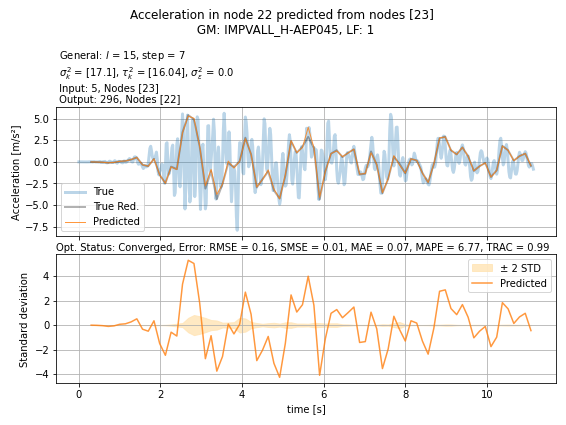 Acceleration in node 22 predicted from nodes [23]
GM: IMPVALL_H-AEP045, LF: 1
General: l = 15, step = 7
σ²ₖ = [17.1], τ²ₖ = [16.04], σ²ε = 0.0
Input: 5, Nodes [23]
Output: 296, Nodes [22]
Acceleration [m/s²]
5.0
2.5
0.0
−2.5
−5.0
−7.5
True
True Red.
Predicted
Opt. Status: Converged, Error: RMSE = 0.16, SMSE = 0.01, MAE = 0.07, MAPE = 6.77, TRAC = 0.99
Standard deviation
4
2
0
−2
−4
± 2 STD
Predicted
0 2 4 6 8 10
time [s]